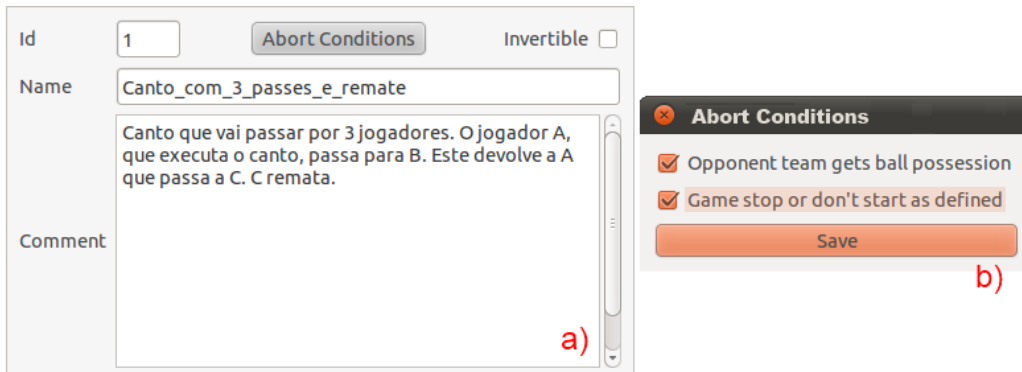 Id
1
Abort Conditions
Invertible
Name
Canto_com_3_passes_e_remate
Comment
Canto que vai passar por 3 jogadores. O jogador A,
que executa o canto, passa para B. Este devolve a A
que passa a C. C remata.
a)
Abort Conditions
Opponent team gets ball possession
Game stop or don't start as defined
Save
b)